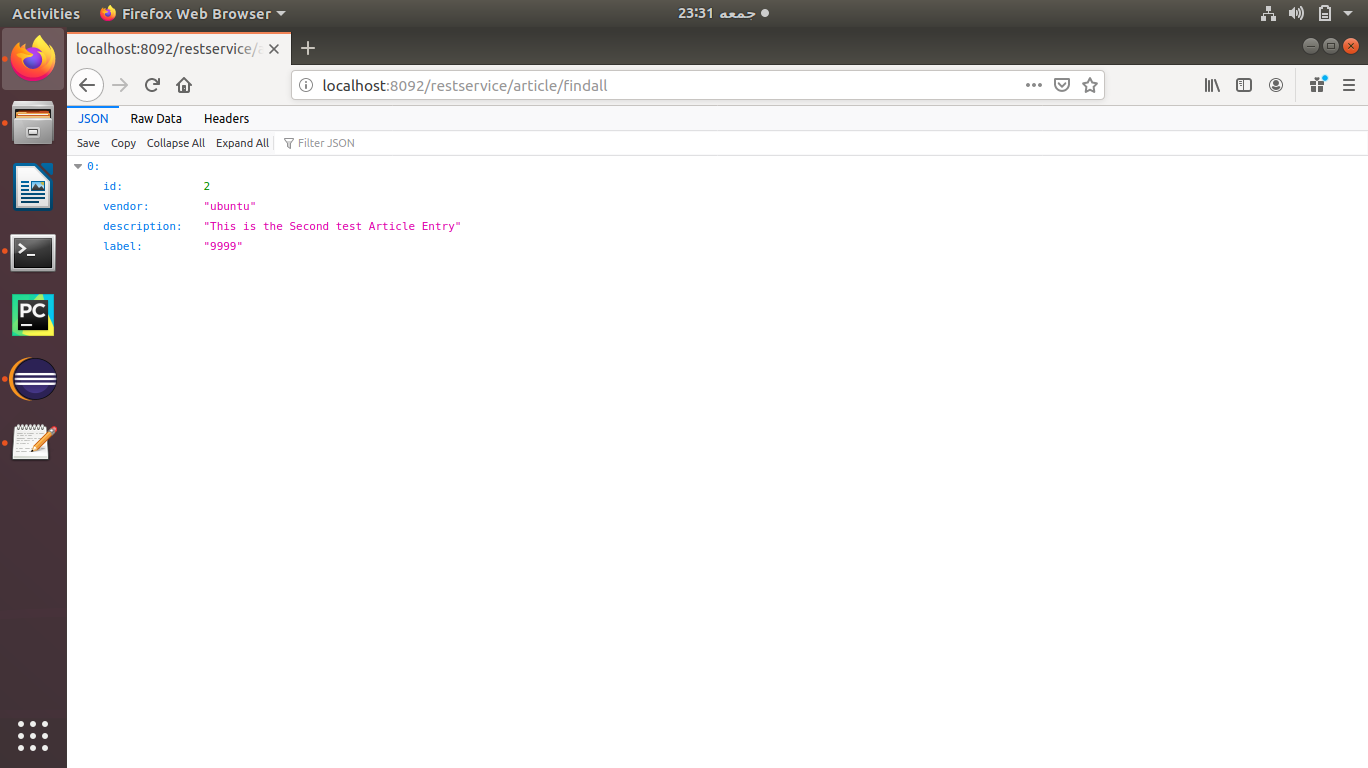 Activities Firefox Web Browser 23:31 جمعه
localhost:8092/restservice/a
localhost:8092/restservice/article/findall
JSON Raw Data Headers
Save Copy Collapse All Expand All Filter JSON
0:
id: 2
vendor: "ubuntu"
description: "This is the Second test Article Entry"
label: "9999"
>_
PC